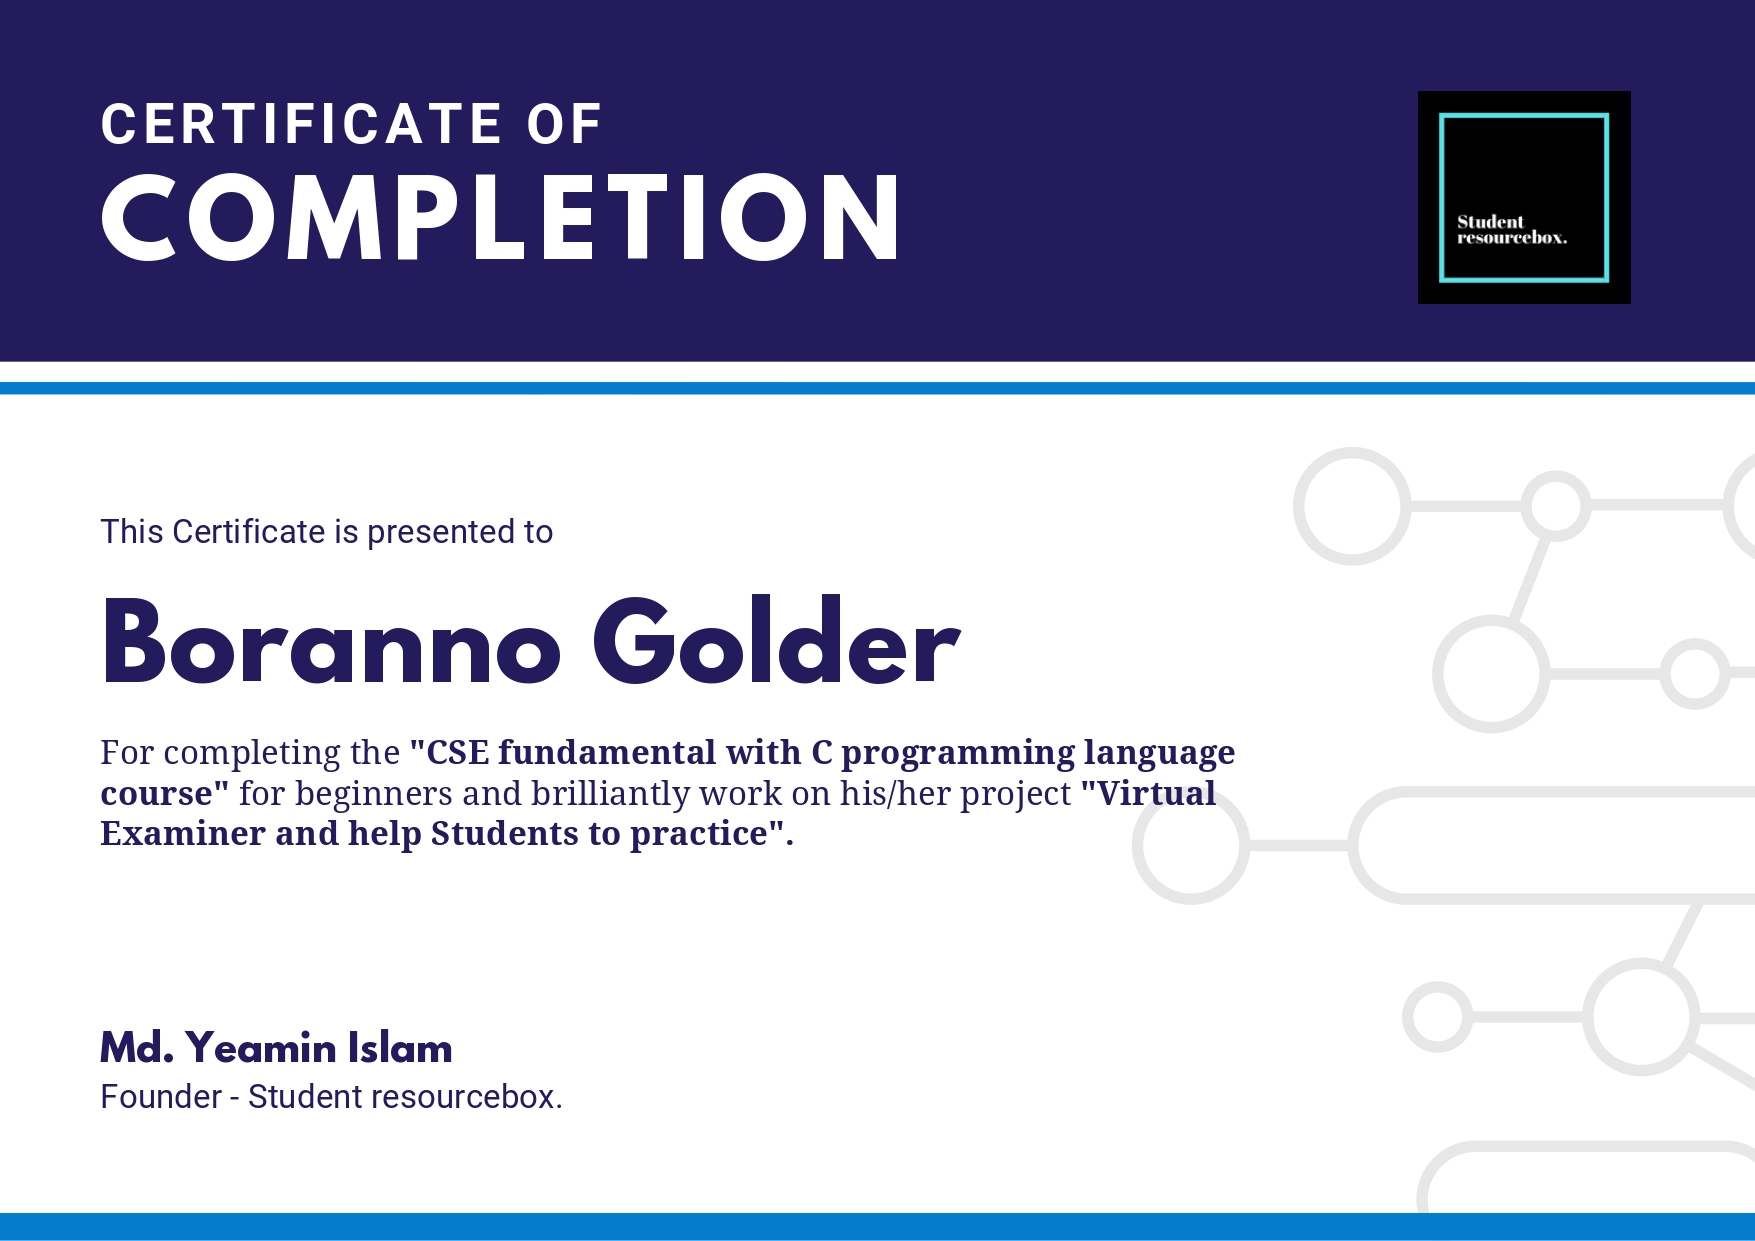 CERTIFICATE OF
COMPLETION
Student
resourcebox.
This Certificate is presented to
Boranno Golder
For completing the "CSE fundamental with C programming language
course" for beginners and brilliantly work on his/her project "Virtual
Examiner and help Students to practice".
Md. Yeamin Islam
Founder - Student resourcebox.